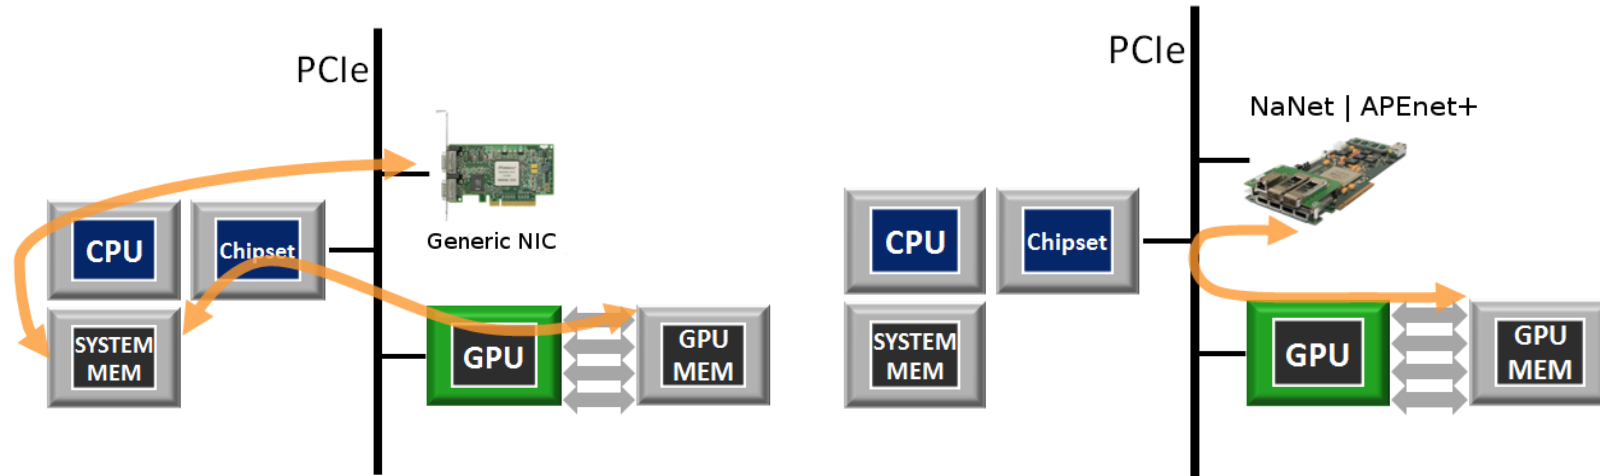 PCIe
Generic NIC
CPU
Chipset
SYSTEM
MEM
GPU
GPU
MEM
PCIe
NaNet | APEnet+
CPU
Chipset
SYSTEM
MEM
GPU
GPU
MEM